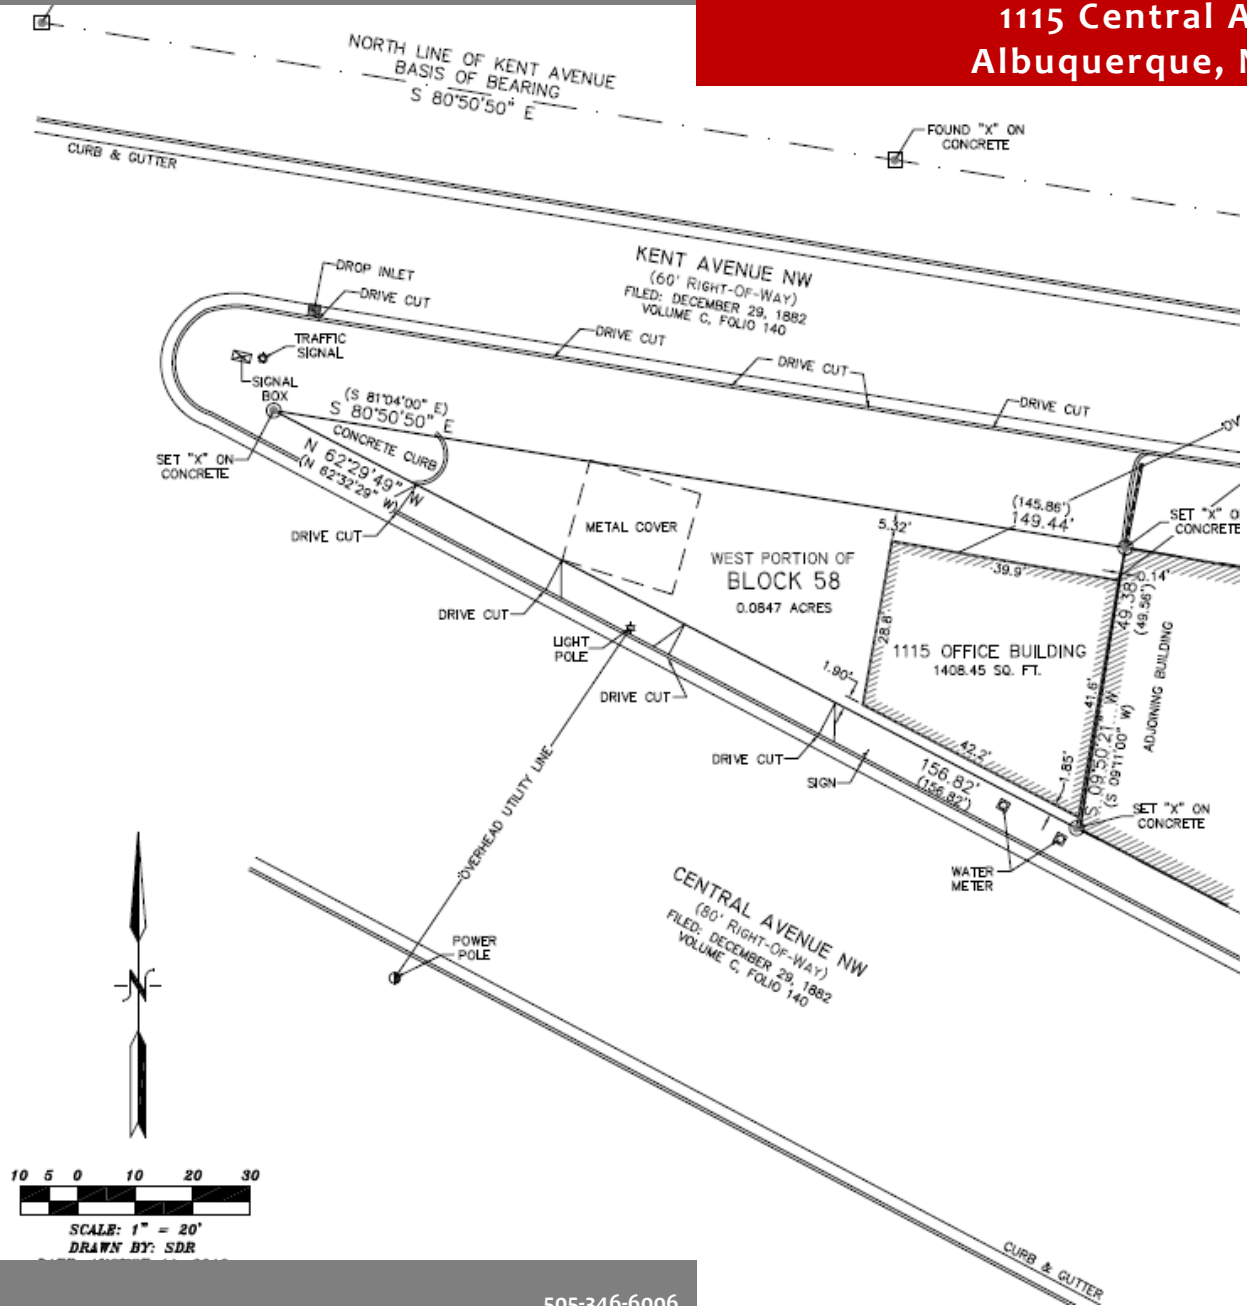 1115 Central A
Albuquerque, N
NORTH LINE OF KENT AVENUE
BASIS OF BEARING
S 80°50'50" E
FOUND "X" ON
CONCRETE
CURB & GUTTER
KENT AVENUE NW
(60' RIGHT-OF-WAY)
FILED: DECEMBER 29, 1882
VOLUME C, FOLIO 140
DROP INLET
DRIVE CUT
DRIVE CUT
DRIVE CUT
DRIVE CUT
TRAFFIC
SIGNAL
SIGNAL
BOX
(S 81°04'00" E)
S 80°50'50" E
CONCRETE CURB
N 62°29'49" W
(N 62°32'29" W)
SET "X" ON
CONCRETE
DRIVE CUT
METAL COVER
WEST PORTION OF
BLOCK 58
0.0847 ACRES
5.32'
(145.86')
149.44'
SET "X" O
CONCRETE
39.9'
0.14'
49.38'
(49.56')
28.8'
1115 OFFICE BUILDING
1408.45 SQ. FT.
ADJOINING BUILDING
41.6'
S 09°50'21" W
(S 09°11'00" W)
DRIVE CUT
LIGHT
POLE
DRIVE CUT
1.90'
DRIVE CUT
SIGN
42.2'
156.82'
(156.82')
1.85'
SET "X" ON
CONCRETE
WATER
METER
OVERHEAD UTILITY LINE
POWER
POLE
CENTRAL AVENUE NW
(80' RIGHT-OF-WAY)
FILED: DECEMBER 29, 1882
VOLUME C, FOLIO 140
N
10 5 0 10 20 30
SCALE: 1" = 20'
DRAWN BY: SDR
CURB & GUTTER
505-346-6006